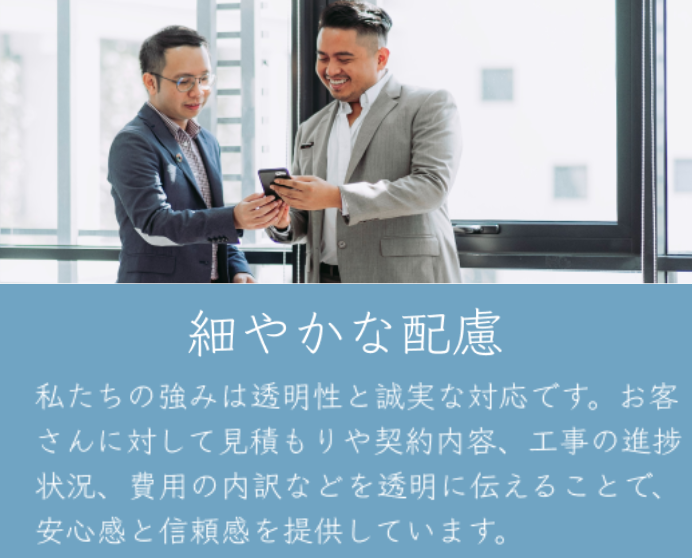 細やかな配慮
私たちの強みは透明性と誠実な対応です。お客
さんに対して見積もりや契約内容、工事の進捗
状況、費用の内訳などを透明に伝えることで、
安心感と信頼感を提供しています。